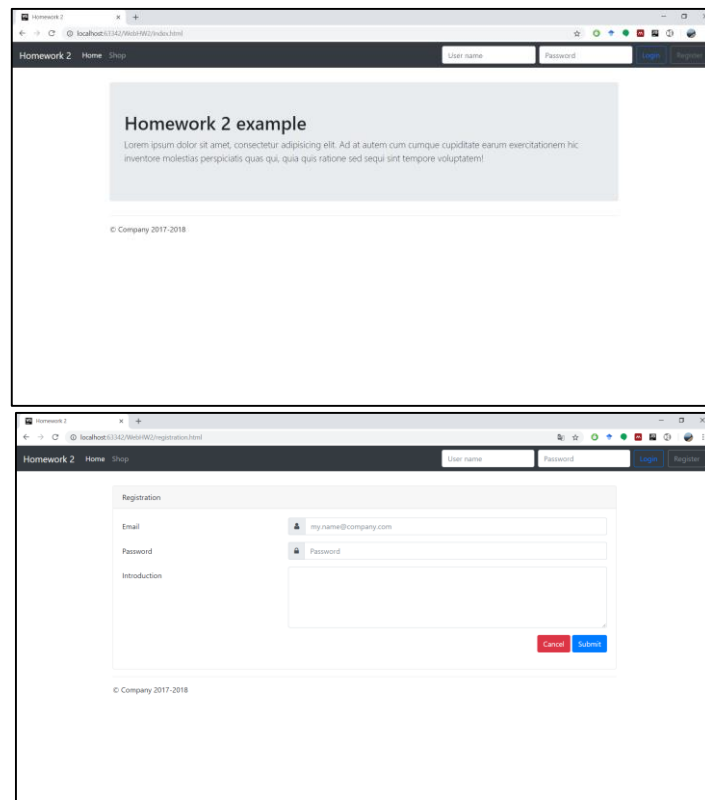 Homework 2
localhost:63342/WebHW2/index.html
Homework 2 Home Shop User name Password Login Register
Homework 2 example
Lorem ipsum dolor sit amet, consectetur adipisicing elit. Ad at autem cum cumque cupiditate earum exercitationem hic
inventore molestias perspiciatis quas qui, quia quis ratione sed sequi sint tempore voluptatem!
© Company 2017-2018
Homework 2
localhost:63342/WebHW2/registration.html
Homework 2 Home Shop User name Password Login Register
Registration
Email my.name@company.com
Password Password
Introduction
Cancel Submit
© Company 2017-2018